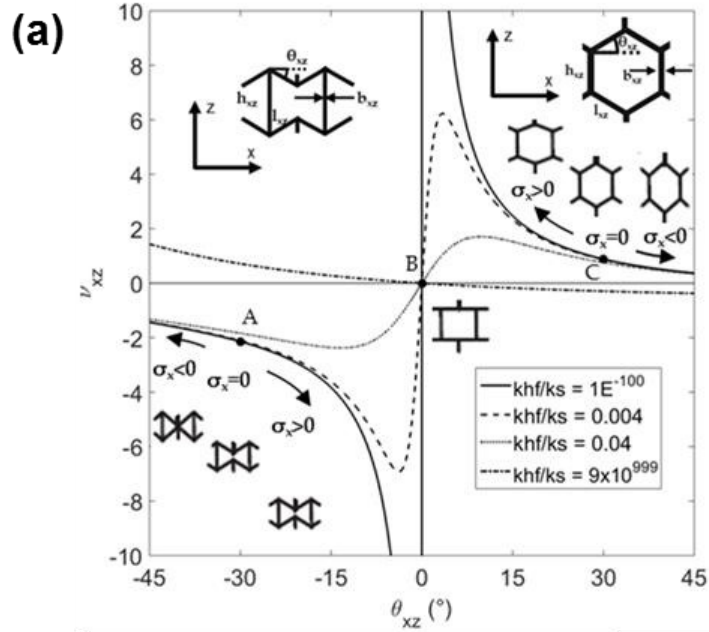 (a)
10
8
6
4
2
0
-2
-4
-6
-8
-10
ν_xz
-45 -30 -15 0 15 30 45
θ_xz (°)
z
x
θ_xz
h_xz
l_xz
b_xz
z
x
θ_xz
h_xz
b_xz
l_xz
σ_x>0
σ_x=0
σ_x<0
B
C
A
σ_x<0
σ_x=0
σ_x>0
khf/ks = 1E^-100
khf/ks = 0.004
khf/ks = 0.04
khf/ks = 9x10^999